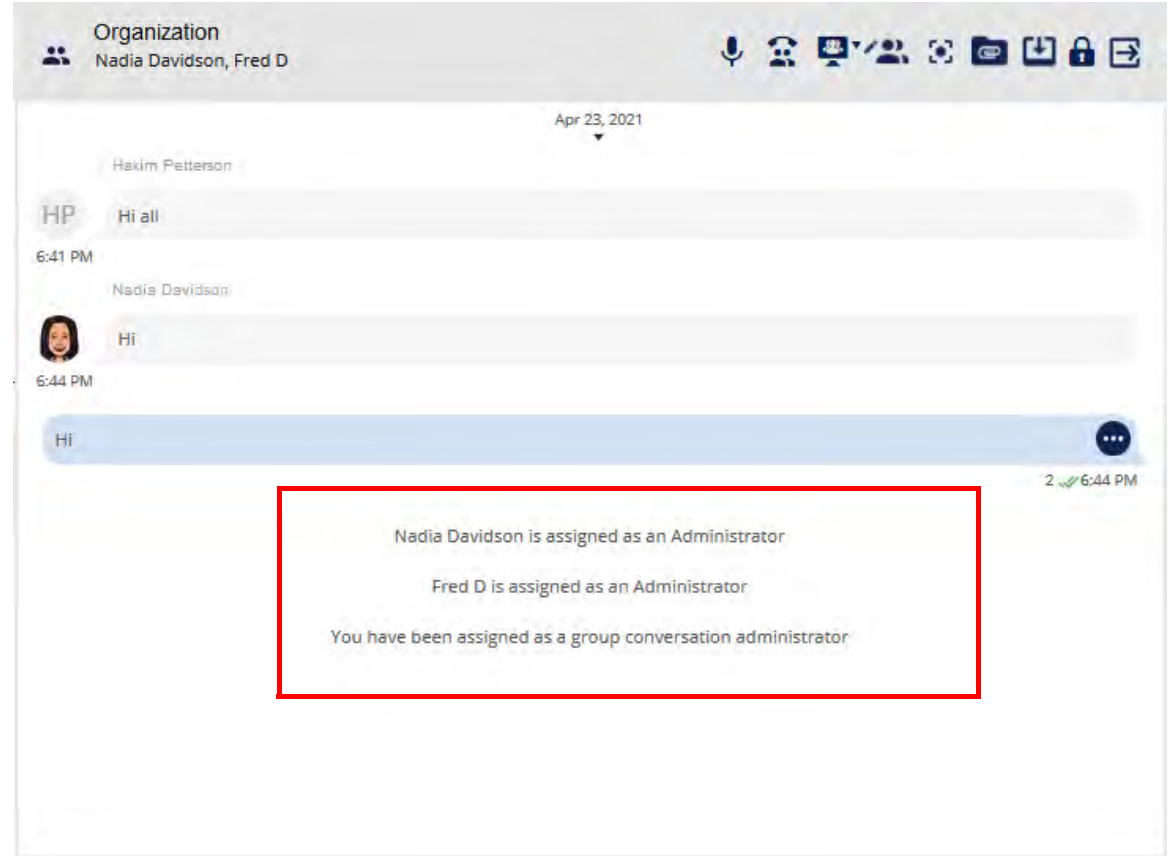 Organization
Nadia Davidson, Fred D
Apr 23, 2021
Hakim Petterson
HP
Hi all
6:41 PM
Nadia Davidson
Hi
6:44 PM
Hi
2 6:44 PM
Nadia Davidson is assigned as an Administrator
Fred D is assigned as an Administrator
You have been assigned as a group conversation administrator